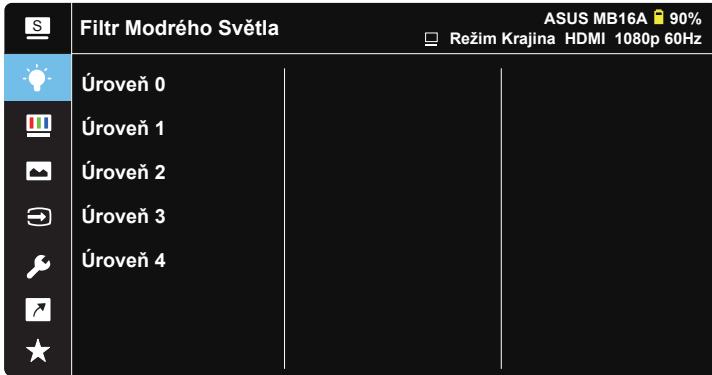 S
Filtr Modrého Světla
ASUS MB16A 90%
Režim Krajina HDMI 1080p 60Hz
Úroveň 0
Úroveň 1
Úroveň 2
Úroveň 3
Úroveň 4